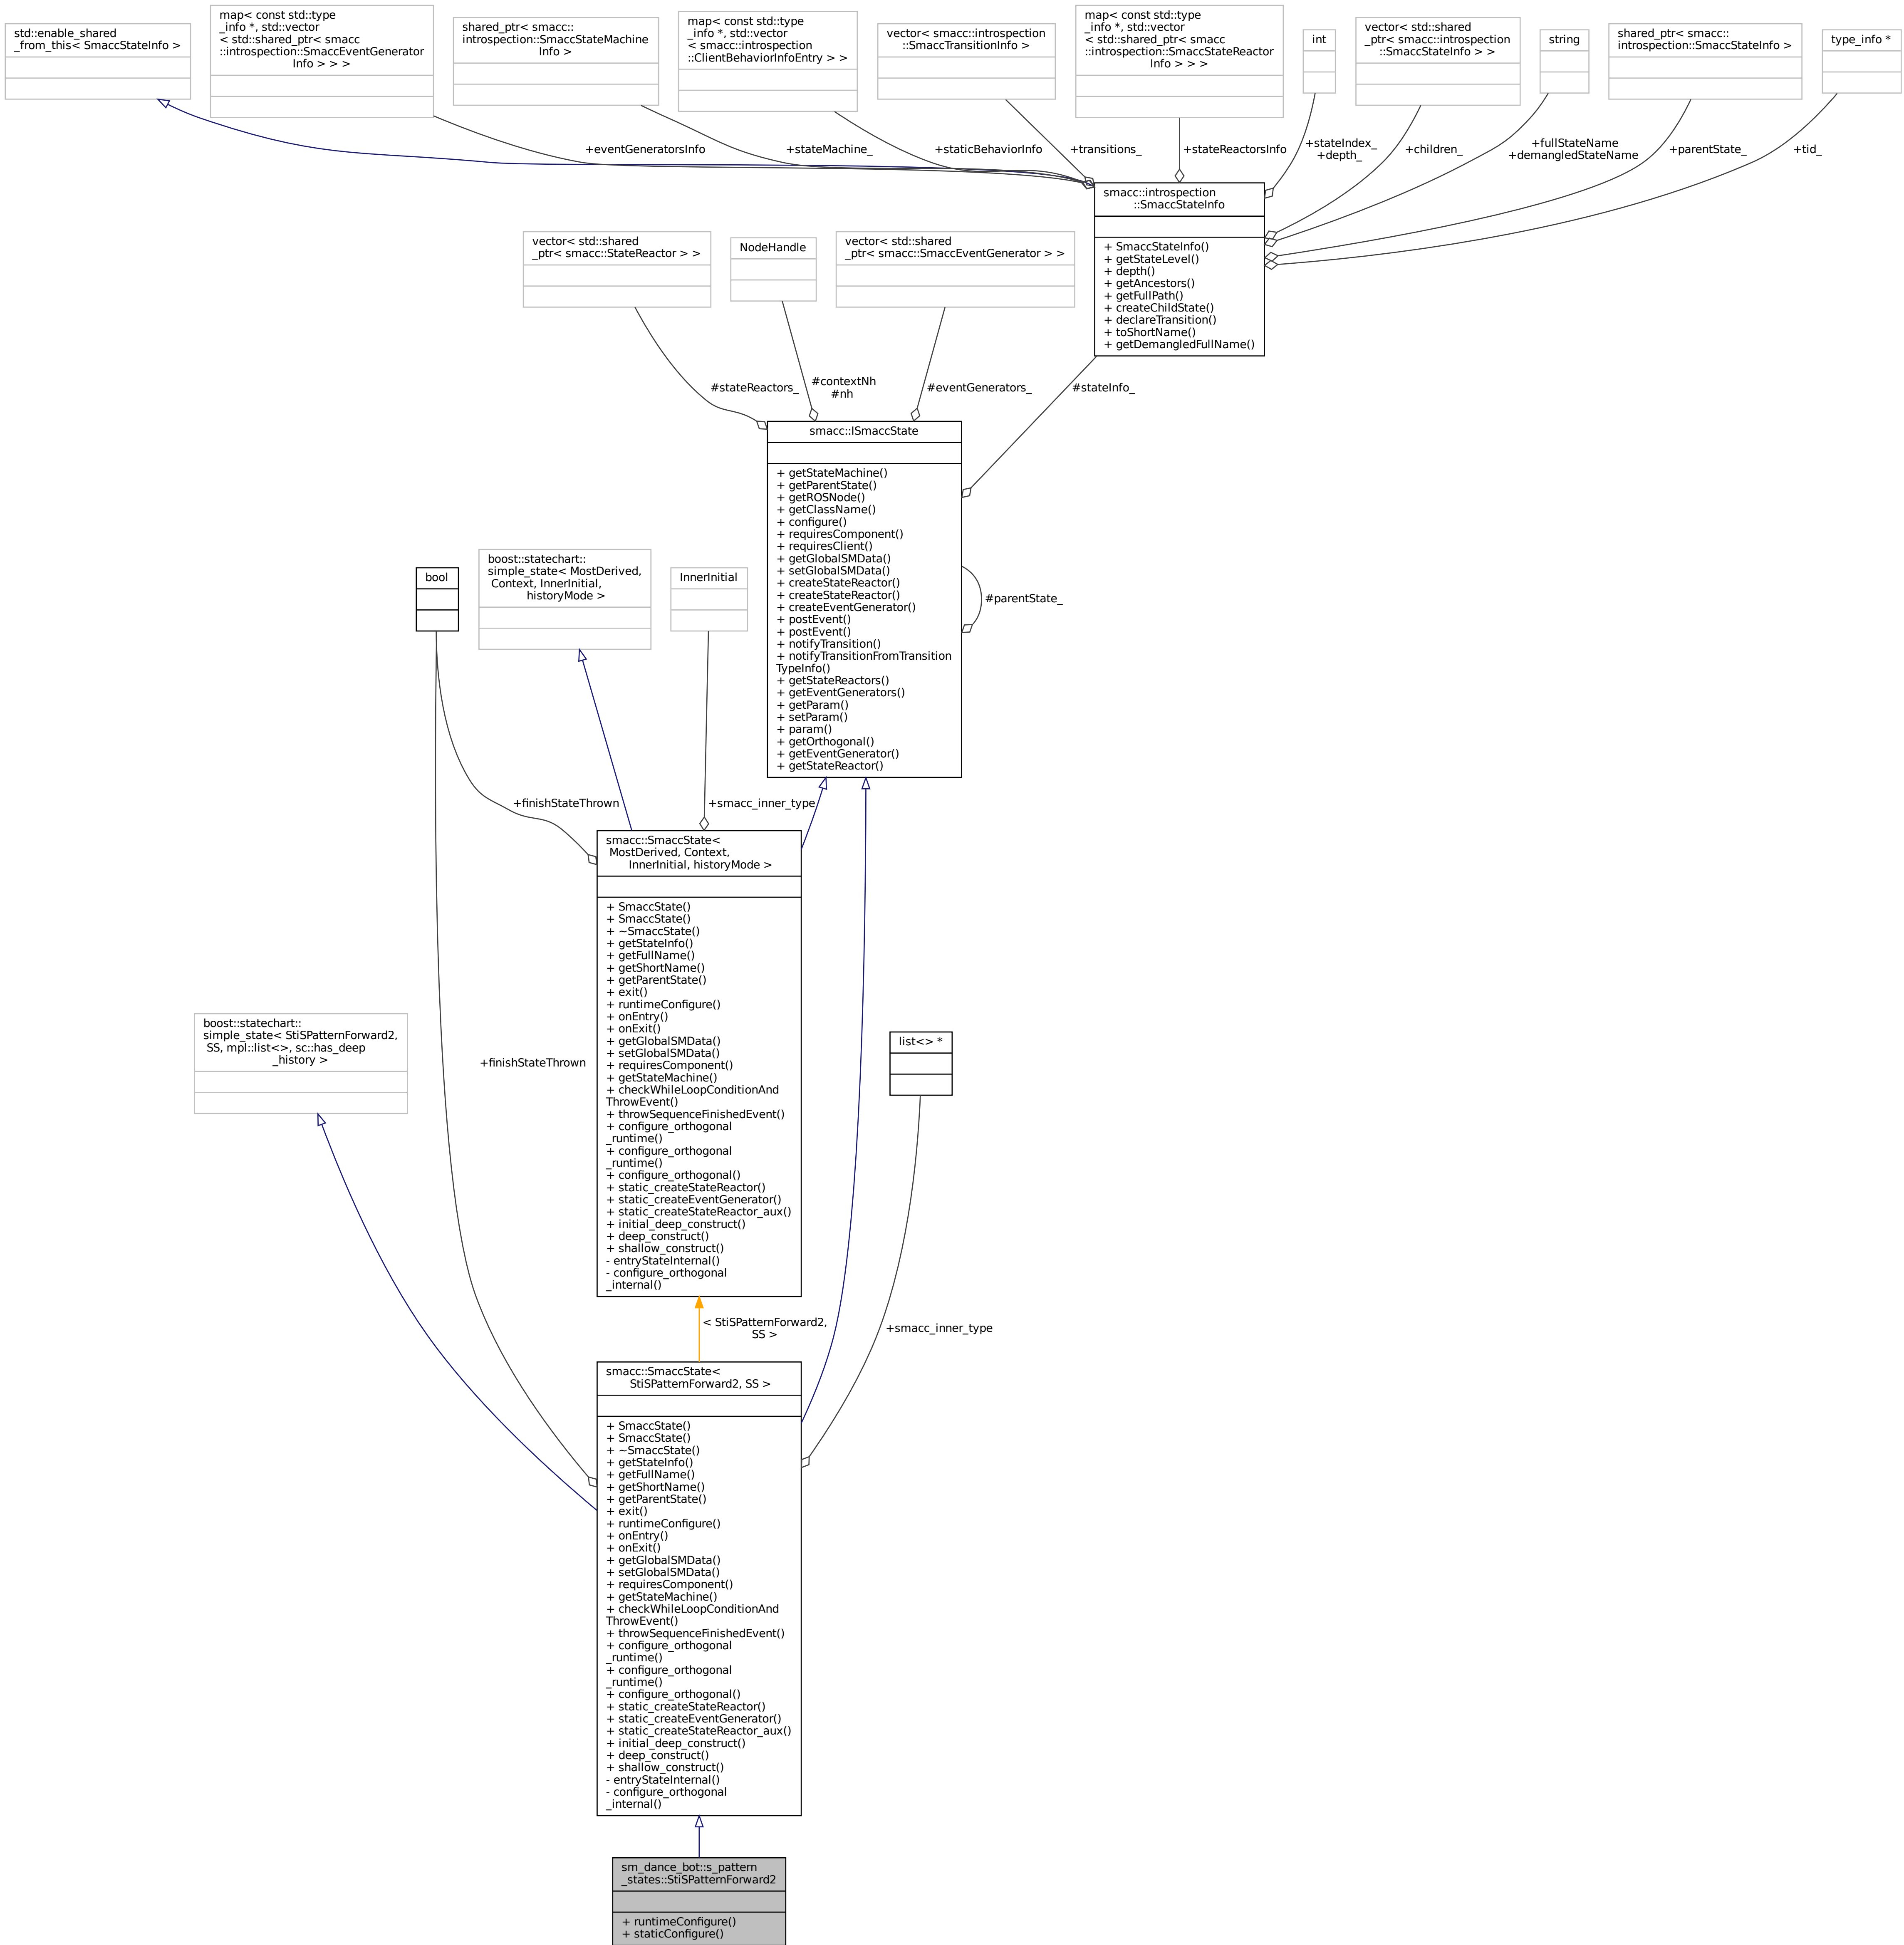 std::enable_shared
_from_this< SmaccStateInfo >
map< const std::type
_info *, std::vector
< std::shared_ptr< smacc
::introspection::SmaccEventGenerator
Info > > >
shared_ptr< smacc::
introspection::SmaccStateMachine
Info >
map< const std::type
_info *, std::vector
< smacc::introspection
::ClientBehaviorInfoEntry > >
vector< smacc::introspection
::SmaccTransitionInfo >
map< const std::type
_info *, std::vector
< std::shared_ptr< smacc
::introspection::SmaccStateReactor
Info > > >
int
vector< std::shared
_ptr< smacc::introspection
::SmaccStateInfo > >
string
shared_ptr< smacc::
introspection::SmaccStateInfo >
type_info *
+eventGeneratorsInfo
+stateMachine_
+staticBehaviorInfo
+transitions_
+stateReactorsInfo
+stateIndex_
+depth_
+children_
+fullStateName
+demangledStateName
+parentState_
+tid_
smacc::introspection
::SmaccStateInfo
+ SmaccStateInfo()
+ getStateLevel()
+ depth()
+ getAncestors()
+ getFullPath()
+ createChildState()
+ declareTransition()
+ toShortName()
+ getDemangledFullName()
vector< std::shared
_ptr< smacc::StateReactor > >
NodeHandle
vector< std::shared
_ptr< smacc::SmaccEventGenerator > >
#stateReactors_
#contextNh
#nh
#eventGenerators_
#stateInfo_
smacc::ISmaccState
+ getStateMachine()
+ getParentState()
+ getROSNode()
+ getClassName()
+ configure()
+ requiresComponent()
+ requiresClient()
+ getGlobalSMData()
+ setGlobalSMData()
+ createStateReactor()
+ createStateReactor()
+ createEventGenerator()
+ postEvent()
+ postEvent()
+ notifyTransition()
+ notifyTransitionFromTransition
TypeInfo()
+ getStateReactors()
+ getEventGenerators()
+ getParam()
+ setParam()
+ param()
+ getOrthogonal()
+ getEventGenerator()
+ getStateReactor()
#parentState_
bool
boost::statechart::
simple_state< MostDerived,
Context, InnerInitial,
historyMode >
InnerInitial
+finishStateThrown
+smacc_inner_type
smacc::SmaccState<
MostDerived, Context,
InnerInitial, historyMode >
+ SmaccState()
+ SmaccState()
+ ~SmaccState()
+ getStateInfo()
+ getFullName()
+ getShortName()
+ getParentState()
+ exit()
+ runtimeConfigure()
+ onEntry()
+ onExit()
+ getGlobalSMData()
+ setGlobalSMData()
+ requiresComponent()
+ getStateMachine()
+ checkWhileLoopConditionAnd
ThrowEvent()
+ throwSequenceFinishedEvent()
+ configure_orthogonal
_runtime()
+ configure_orthogonal
_runtime()
+ configure_orthogonal()
+ static_createStateReactor()
+ static_createEventGenerator()
+ static_createStateReactor_aux()
+ initial_deep_construct()
+ deep_construct()
+ shallow_construct()
- entryStateInternal()
- configure_orthogonal
_internal()
boost::statechart::
simple_state< StiSPatternForward2,
SS, mpl::list<>, sc::has_deep
_history >
+finishStateThrown
list<> *
< StiSPatternForward2,
SS >
+smacc_inner_type
smacc::SmaccState<
StiSPatternForward2, SS >
+ SmaccState()
+ SmaccState()
+ ~SmaccState()
+ getStateInfo()
+ getFullName()
+ getShortName()
+ getParentState()
+ exit()
+ runtimeConfigure()
+ onEntry()
+ onExit()
+ getGlobalSMData()
+ setGlobalSMData()
+ requiresComponent()
+ getStateMachine()
+ checkWhileLoopConditionAnd
ThrowEvent()
+ throwSequenceFinishedEvent()
+ configure_orthogonal
_runtime()
+ configure_orthogonal
_runtime()
+ configure_orthogonal()
+ static_createStateReactor()
+ static_createEventGenerator()
+ static_createStateReactor_aux()
+ initial_deep_construct()
+ deep_construct()
+ shallow_construct()
- entryStateInternal()
- configure_orthogonal
_internal()
sm_dance_bot::s_pattern
_states::StiSPatternForward2
+ runtimeConfigure()
+ staticConfigure()